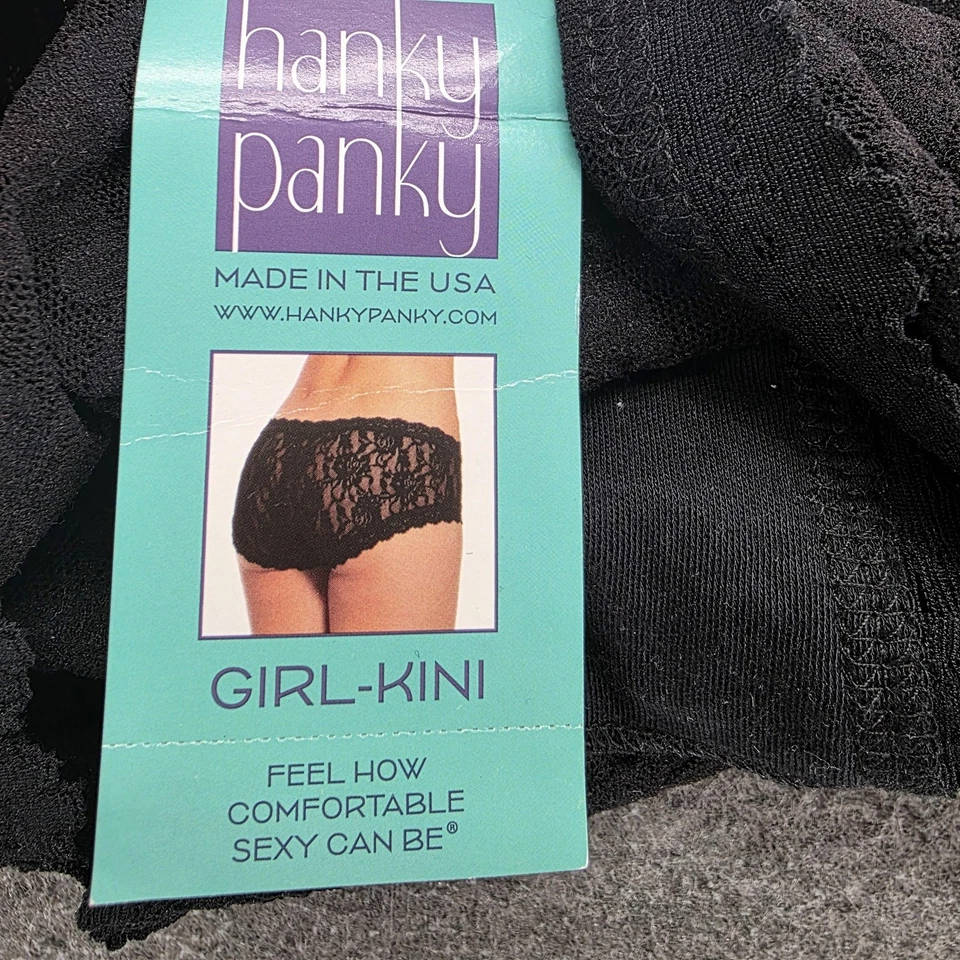 hanky
panky
MADE IN THE USA
WWW.HANKYPANKY.COM
GIRL-KINI
FEEL HOW
COMFORTABLE
SEXY CAN BE®